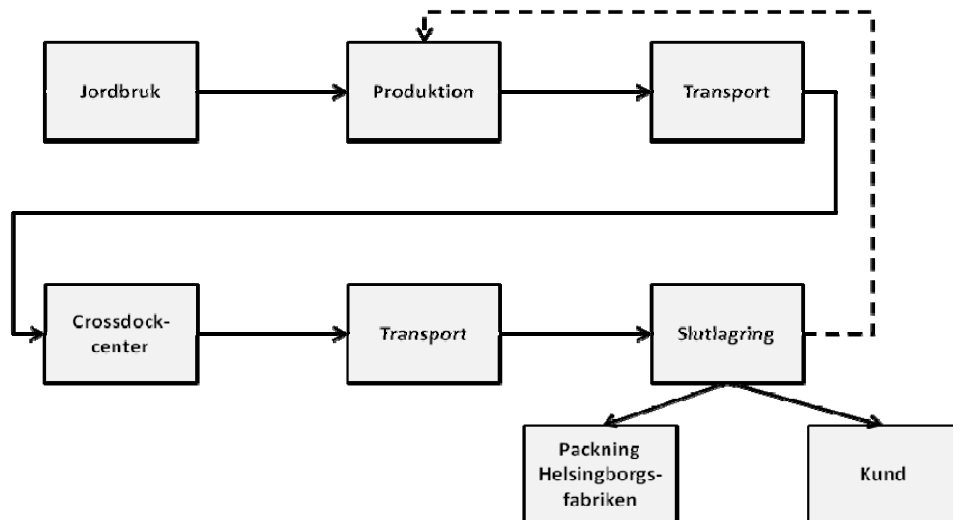 Jordbruk
Produktion
Transport
Crossdock-
center
Transport
Slutlagring
Packning
Helsingborgs-
fabriken
Kund